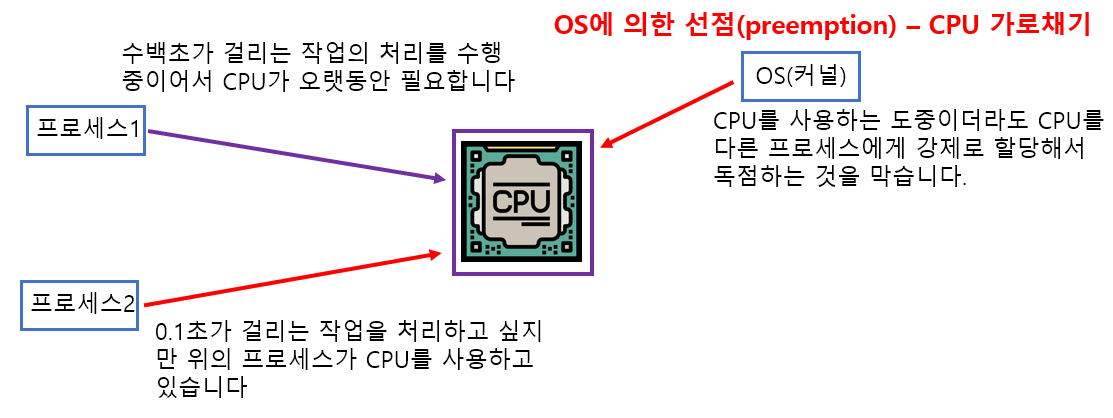 OS에 의한 선점(preemption) – CPU 가로채기
수백초가 걸리는 작업의 처리를 수행
중이어서 CPU가 오랫동안 필요합니다
OS(커널)
프로세스1
CPU를 사용하는 도중이더라도 CPU를
다른 프로세스에게 강제로 할당해서
독점하는 것을 막습니다.
CPU
프로세스2
0.1초가 걸리는 작업을 처리하고 싶지
만 위의 프로세스가 CPU를 사용하고
있습니다